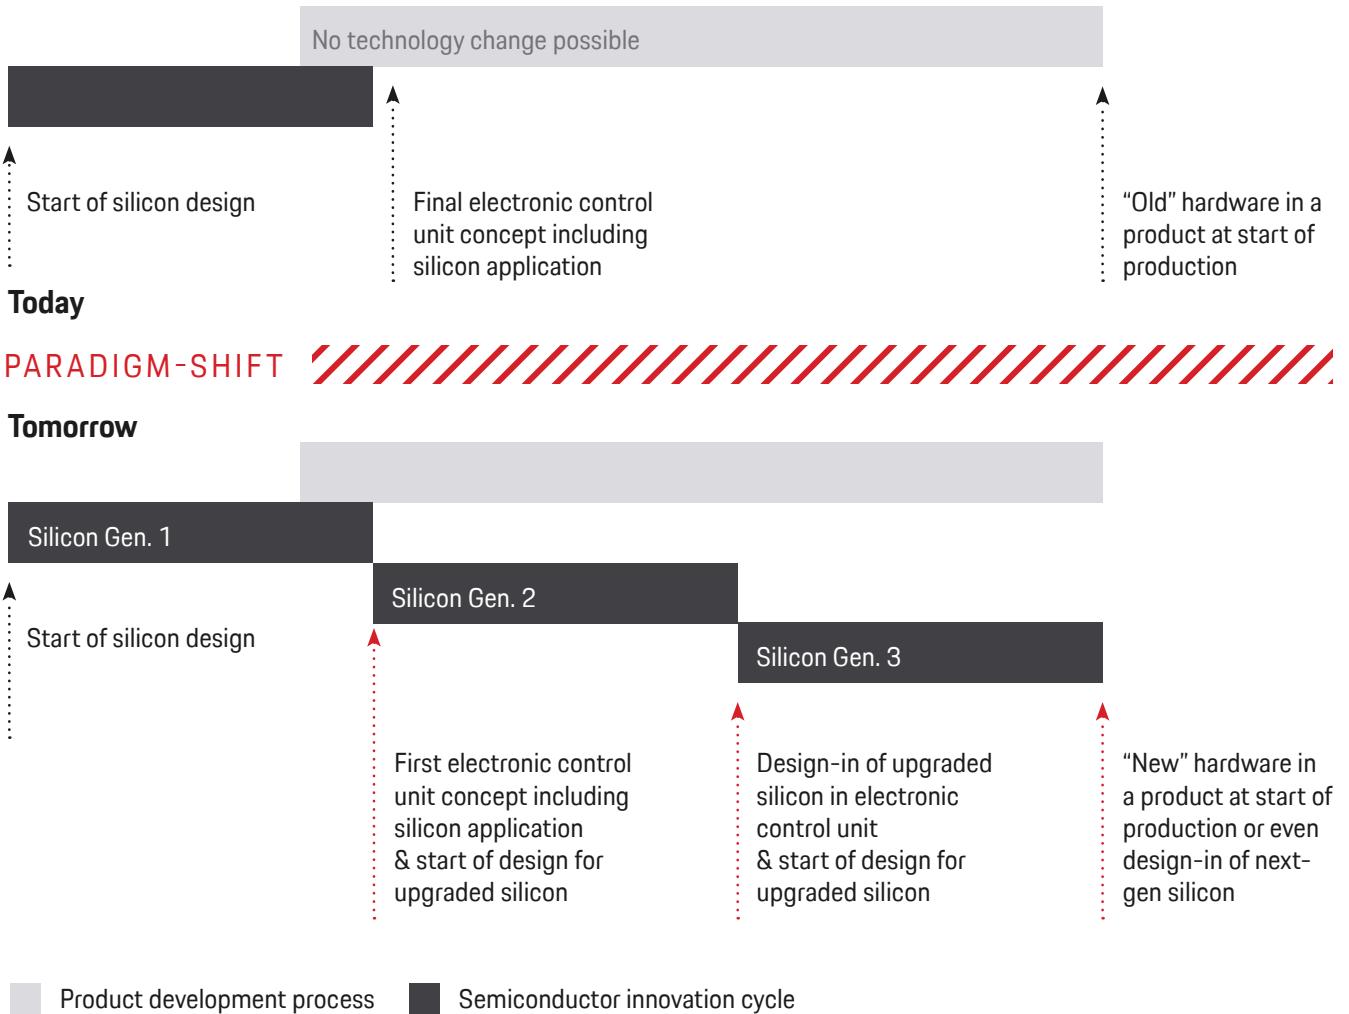 No technology change possible
Start of silicon design
Final electronic control
unit concept including
silicon application
“Old” hardware in a
product at start of
production
Today
PARADIGM-SHIFT
Tomorrow
Silicon Gen. 1
Silicon Gen. 2
Start of silicon design
Silicon Gen. 3
First electronic control
unit concept including
silicon application
& start of design for
upgraded silicon
Design-in of upgraded
silicon in electronic
control unit
& start of design for
upgraded silicon
“New” hardware in
a product at start of
production or even
design-in of next-
gen silicon
Product development process
Semiconductor innovation cycle